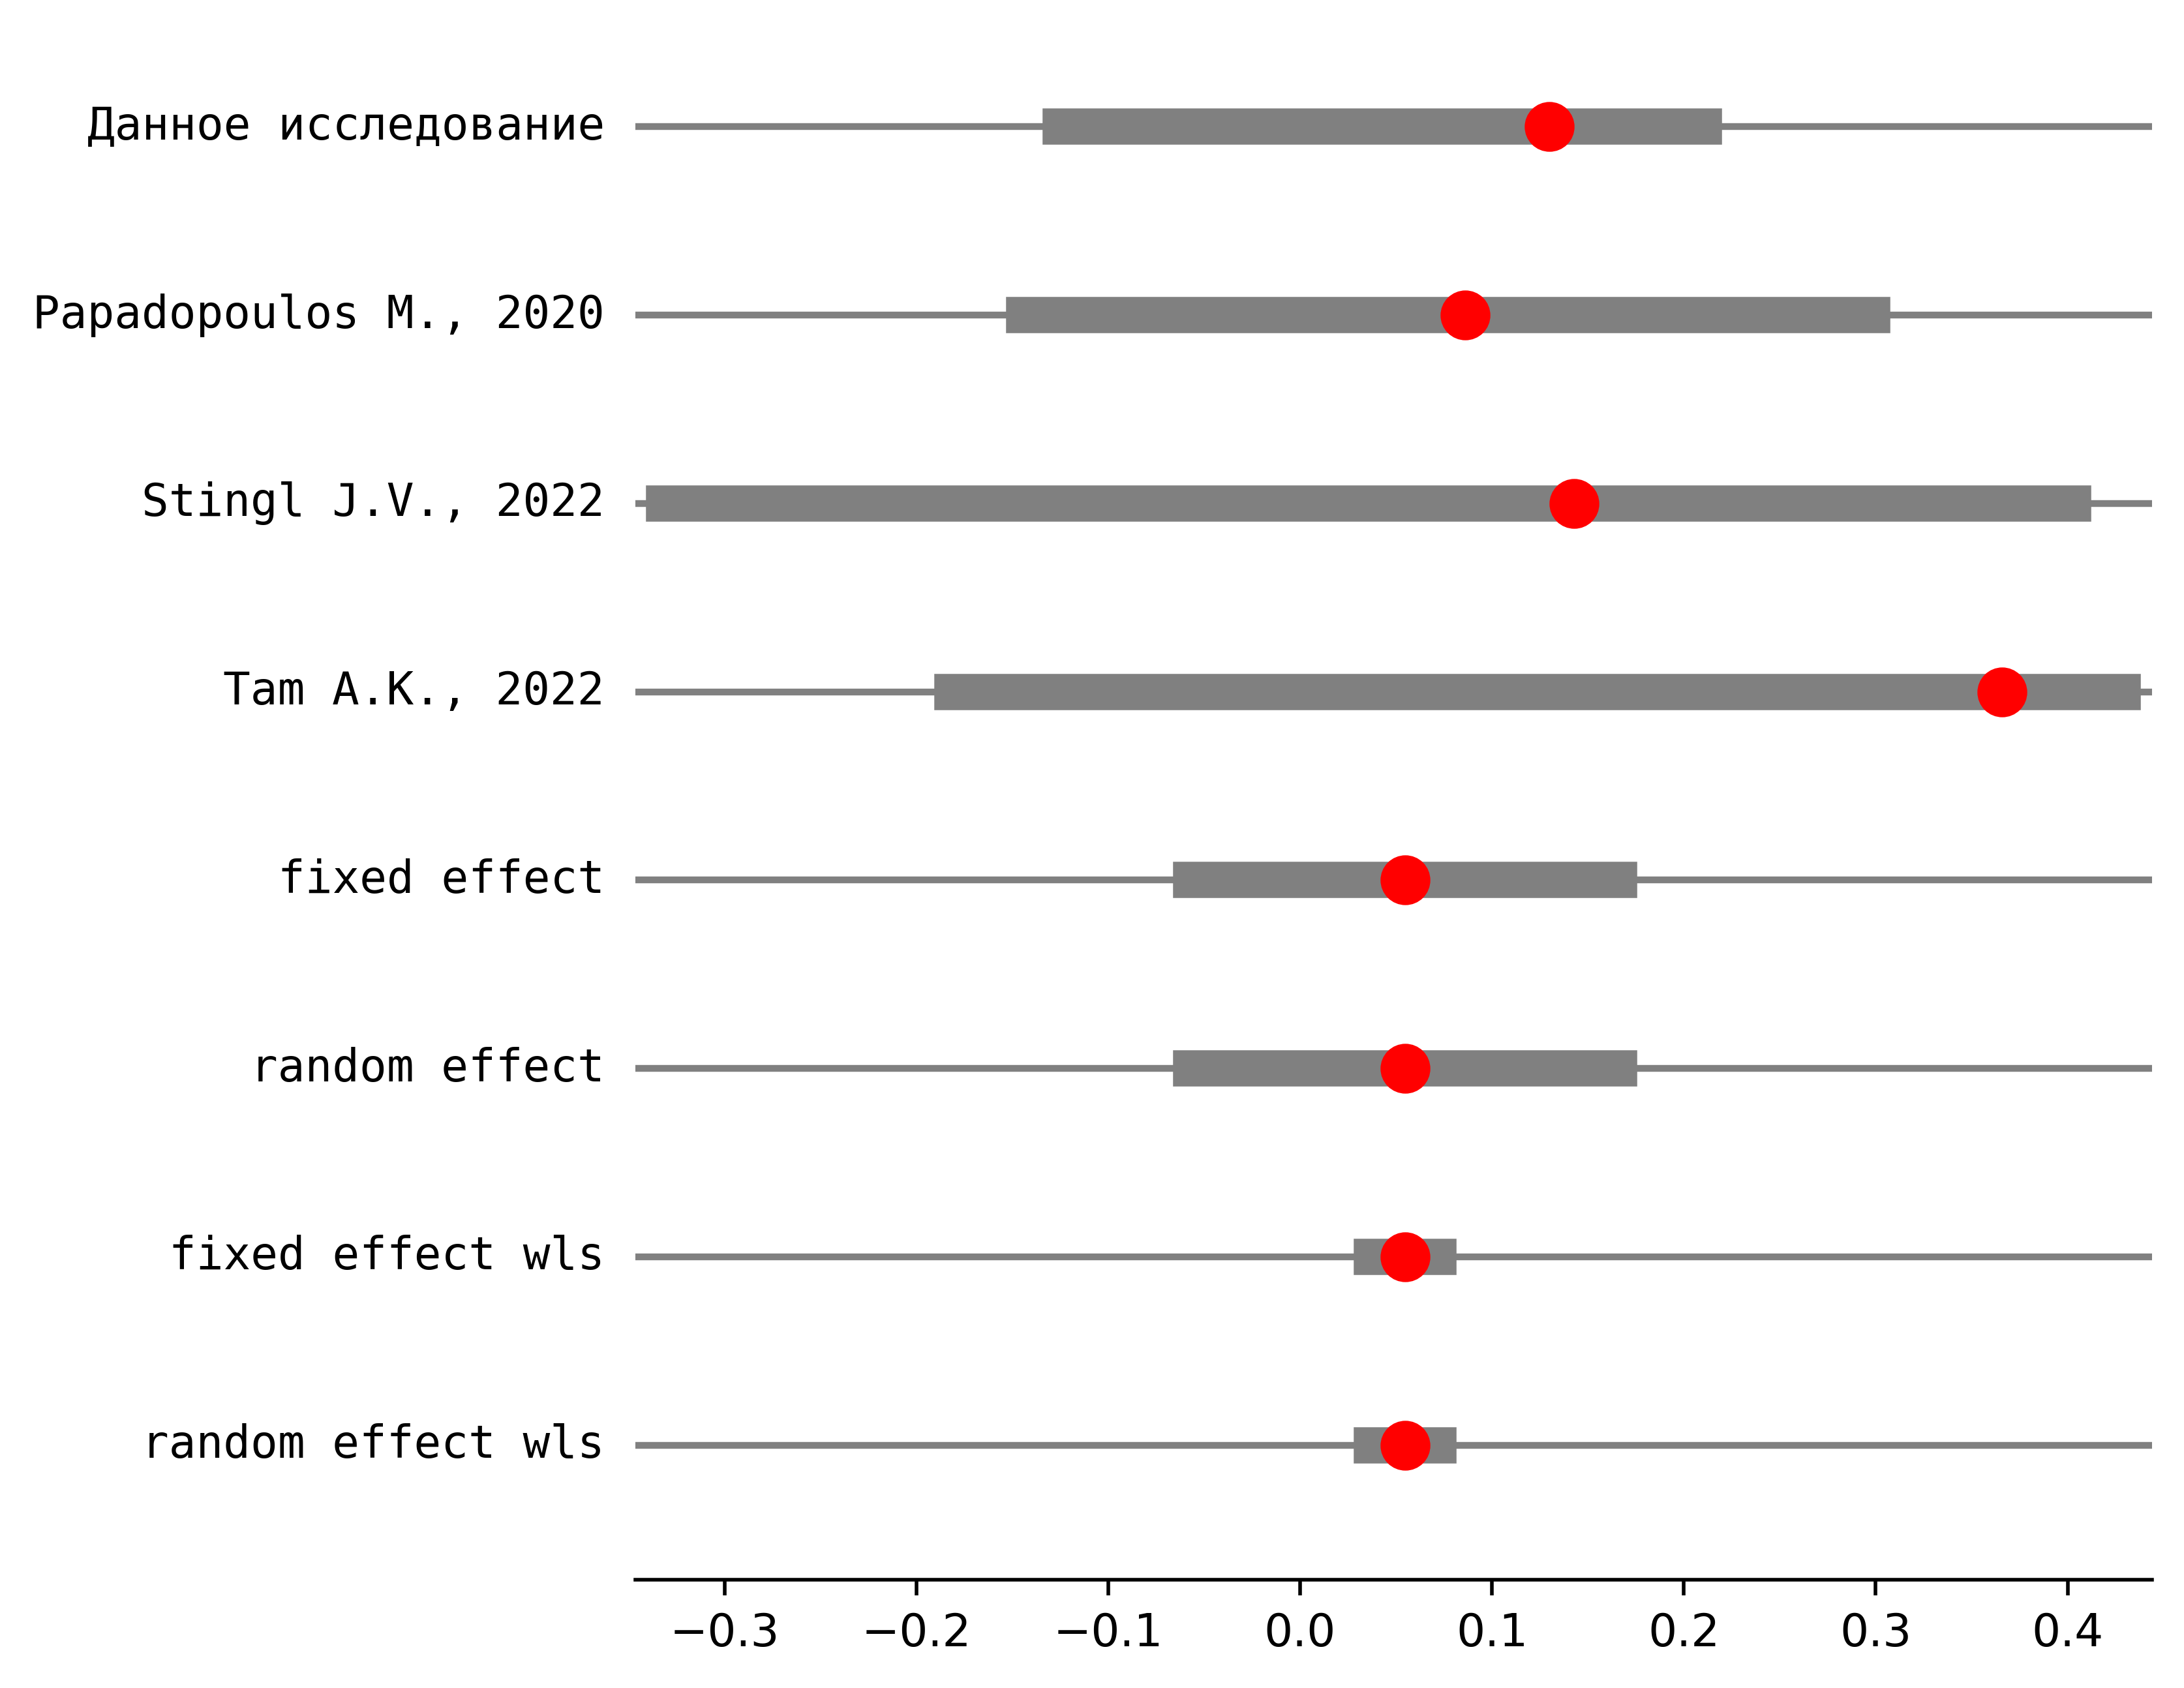 Данное исследование
Papadopoulos M., 2020
Stingl J.V., 2022
Tam A.K., 2022
fixed effect
random effect
fixed effect wls
random effect wls
−0.3 −0.2 −0.1 0.0 0.1 0.2 0.3 0.4